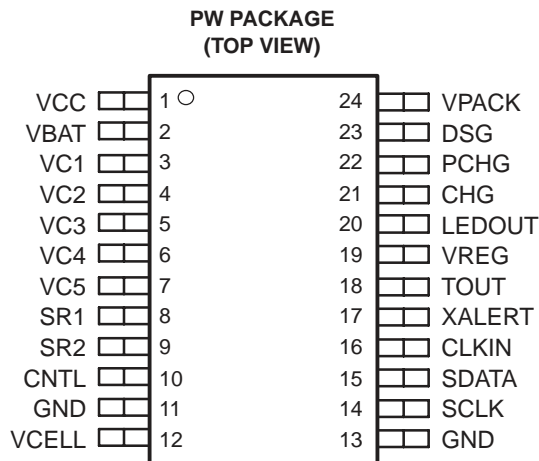 PW PACKAGE
(TOP VIEW)
VCC 1 24 VPACK
VBAT 2 23 DSG
VC1 3 22 PCHG
VC2 4 21 CHG
VC3 5 20 LEDOUT
VC4 6 19 VREG
VC5 7 18 TOUT
SR1 8 17 XALERT
SR2 9 16 CLKIN
CNTL 10 15 SDATA
GND 11 14 SCLK
VCELL 12 13 GND